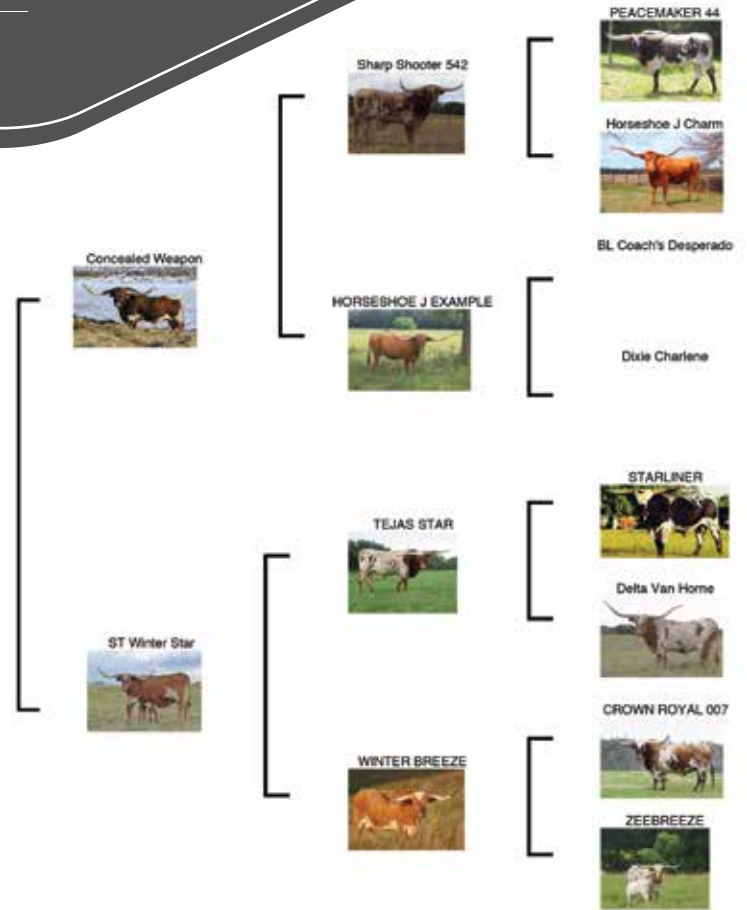 PEACEMAKER 44
Sharp Shooter 542
Horseshoe J Charm
Concealed Weapon
BL Coach's Desperado
HORSESHOE J EXAMPLE
Dixie Charlene
STARLINER
TEJAS STAR
Delta Van Horne
ST Winter Star
CROWN ROYAL 007
WINTER BREEZE
ZEEBREEZE